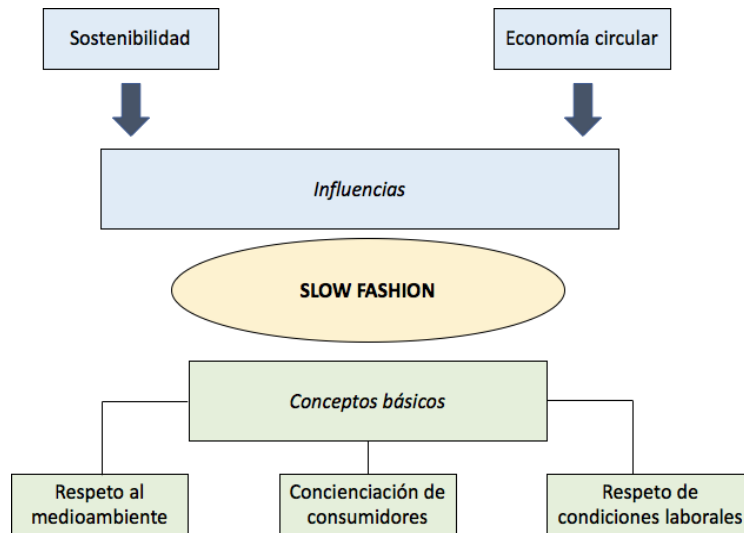 Sostenibilidad
Economía circular
Influencias
SLOW FASHION
Conceptos básicos
Respeto al
medioambiente
Concienciación de
consumidores
Respeto de
condiciones laborales